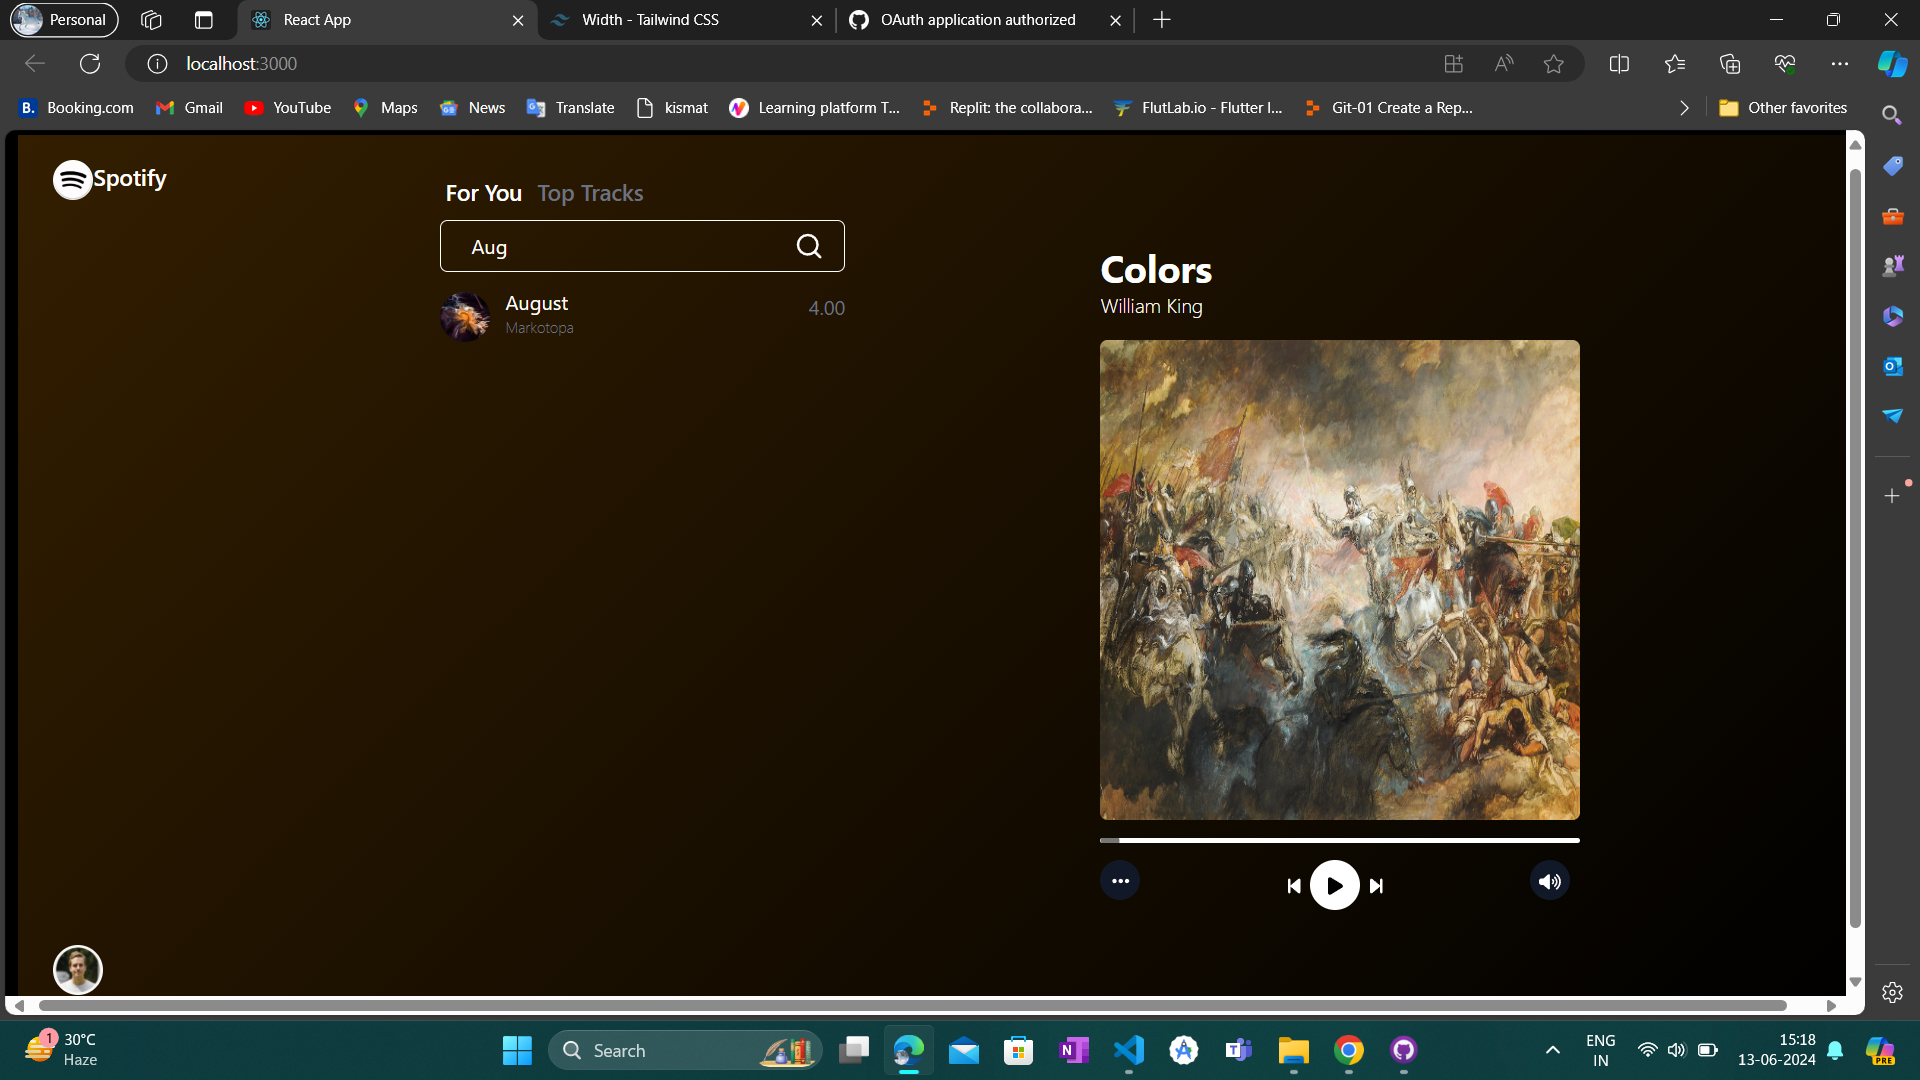 Personal
React App
Width - Tailwind CSS
OAuth application authorized
localhost:3000
Booking.com
Gmail
YouTube
Maps
News
Translate
kismat
Learning platform T...
Replit: the collabora...
FlutLab.io - Flutter I...
Git-01 Create a Rep...
Other favorites
Spotify
For You Top Tracks
Aug
August
4.00
Markotopa
Colors
William King
1
30°C
Haze
Search
ENG
IN
15:18
13-06-2024
PRE